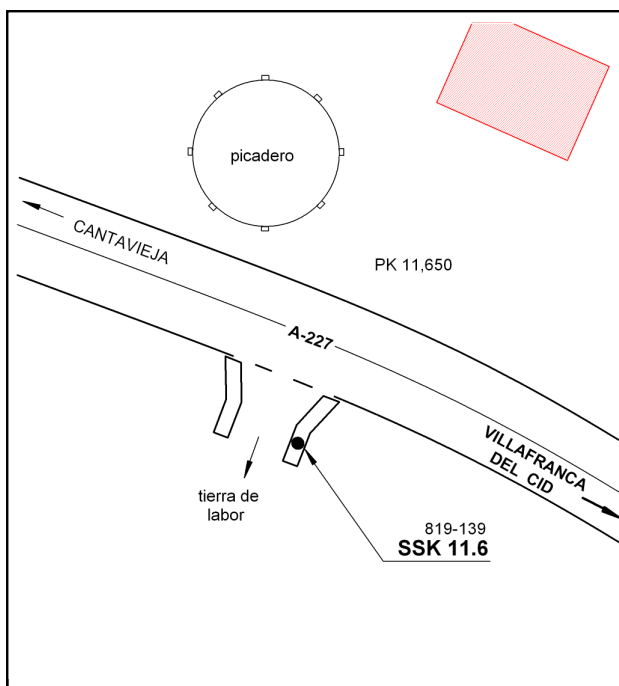 picadero
CANTAVIEJA
PK 11,650
A-227
VILLAFRANCA
DEL CID
tierra de
labor
819-139
SSK 11.6